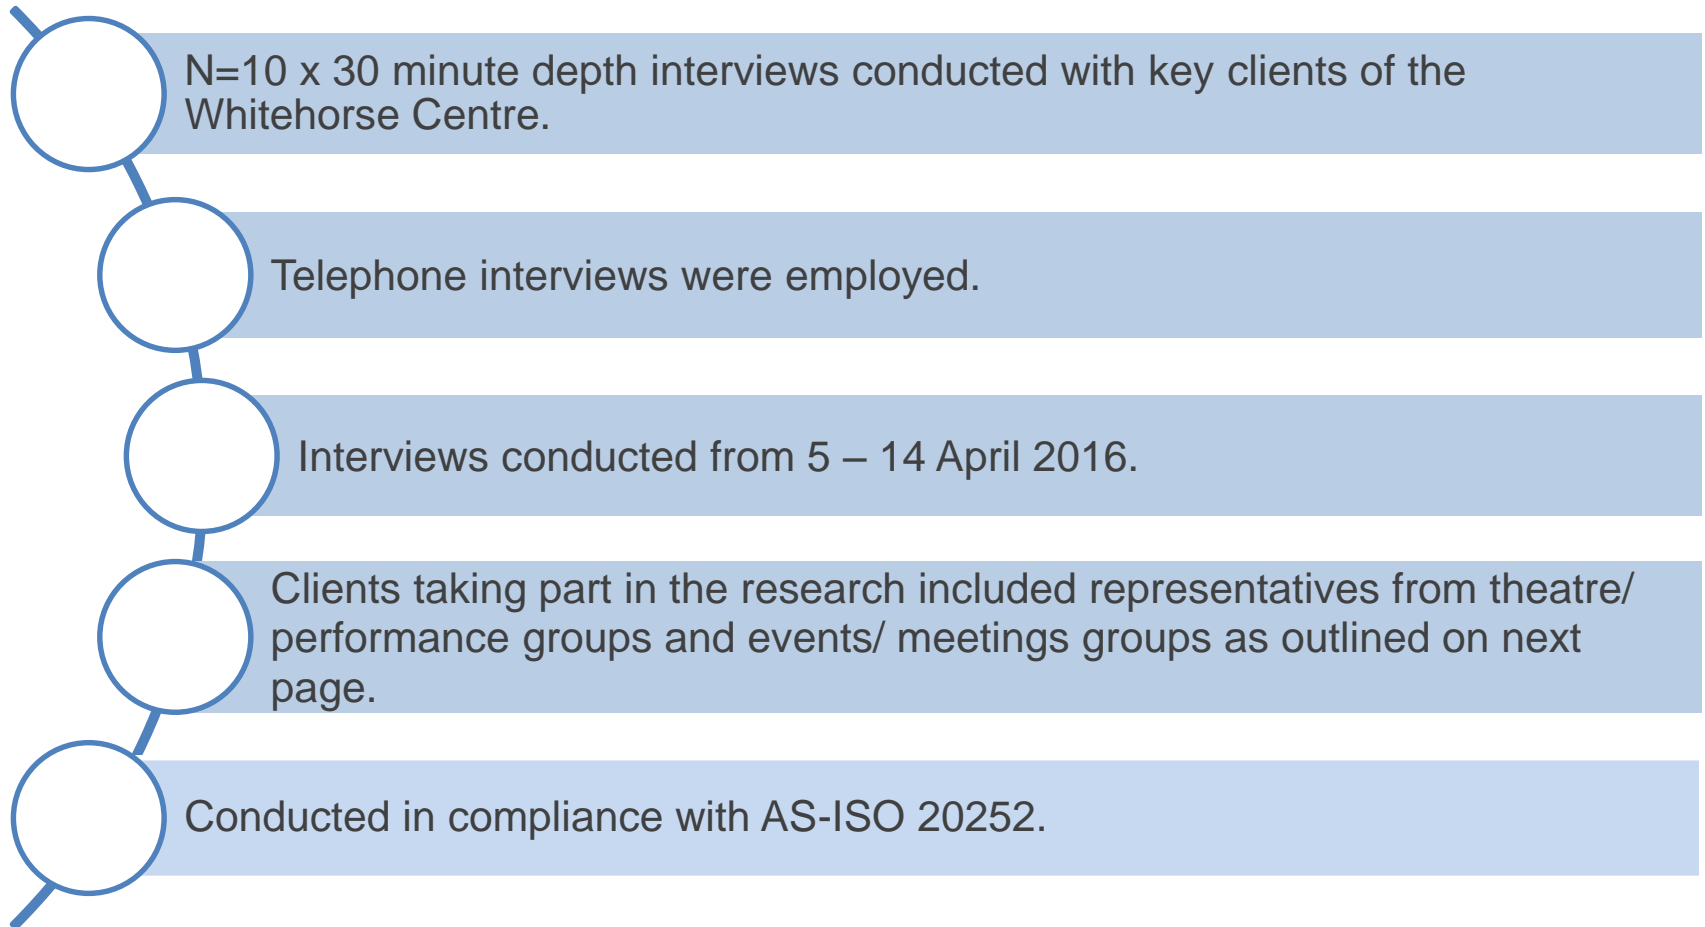 N=10 x 30 minute depth interviews conducted with key clients of the
Whitehorse Centre.
Telephone interviews were employed.
Interviews conducted from 5 – 14 April 2016.
Clients taking part in the research included representatives from theatre/
performance groups and events/ meetings groups as outlined on next
page.
Conducted in compliance with AS-ISO 20252.